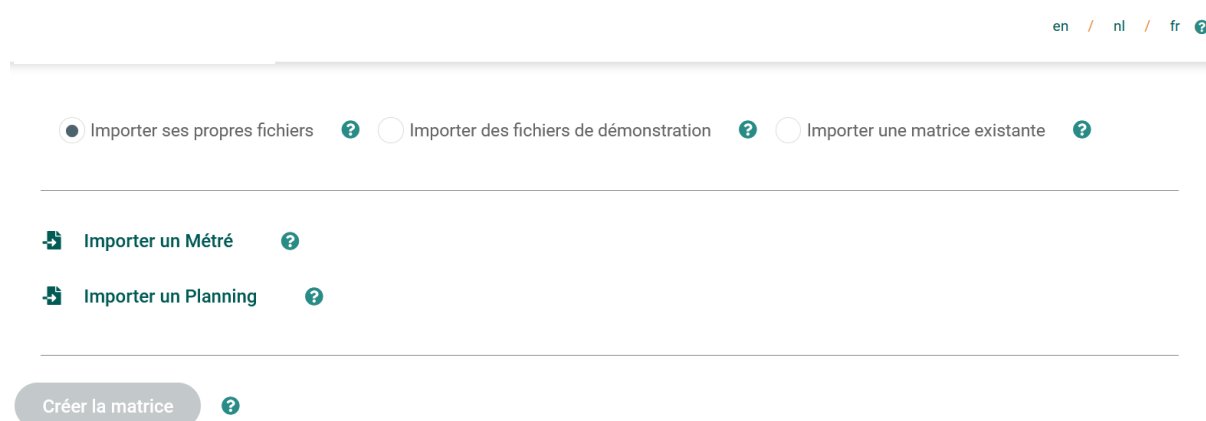 en / nl / fr ?
Importer ses propres fichiers ? Importer des fichiers de démonstration ? Importer une matrice existante ?
Importer un Métré ?
Importer un Planning ?
Créer la matrice ?